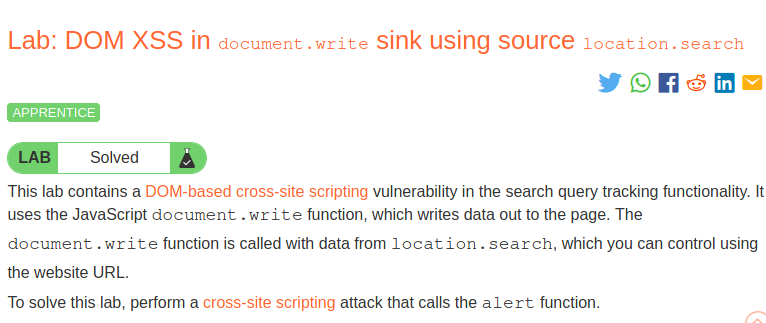 Lab: DOM XSS in document.write sink using source location.search
APPRENTICE
LAB Solved
This lab contains a DOM-based cross-site scripting vulnerability in the search query tracking functionality. It
uses the JavaScript document.write function, which writes data out to the page. The
document.write function is called with data from location.search, which you can control using
the website URL.
To solve this lab, perform a cross-site scripting attack that calls the alert function.